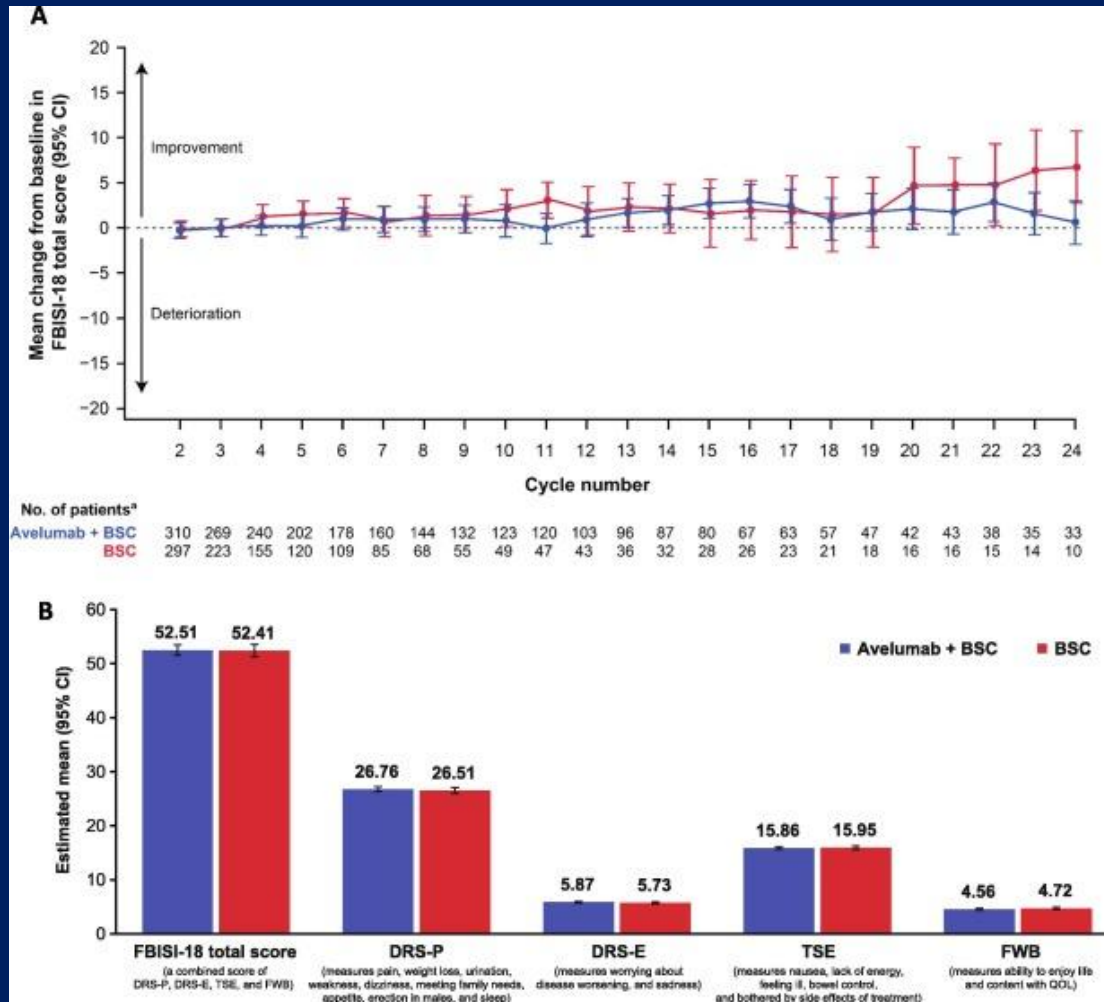 A
Mean change from baseline in
FBISI-18 total score (95% CI)
20
15
10
5
0
−5
−10
−15
−20
Improvement
Deterioration
2 3 4 5 6 7 8 9 10 11 12 13 14 15 16 17 18 19 20 21 22 23 24
Cycle number
No. of patientsᵃ
Avelumab + BSC 310 269 240 202 178 160 144 132 123 120 103 96 87 80 67 63 57 47 42 43 38 35 33
BSC 297 223 155 120 109 85 68 55 49 47 43 36 32 28 26 23 21 18 16 16 15 14 10
B
Estimated mean (95% CI)
60
50
40
30
20
10
0
Avelumab + BSC BSC
52.51 52.41
26.76 26.51
5.87 5.73
15.86 15.95
4.56 4.72
FBISI-18 total score
(a combined score of
DRS-P, DRS-E, TSE, and FWB)
DRS-P
(measures pain, weight loss, urination,
weakness, dizziness, meeting family needs,
appetite, erection in males, and sleep)
DRS-E
(measures worrying about
disease worsening, and sadness)
TSE
(measures nausea, lack of energy,
feeling ill, bowel control,
and bothered by side effects of treatment)
FWB
(measures ability to enjoy life
and content with QOL)